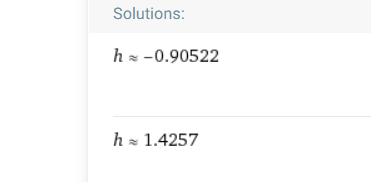 Solutions:
h ≈ −0.90522
h ≈ 1.4257